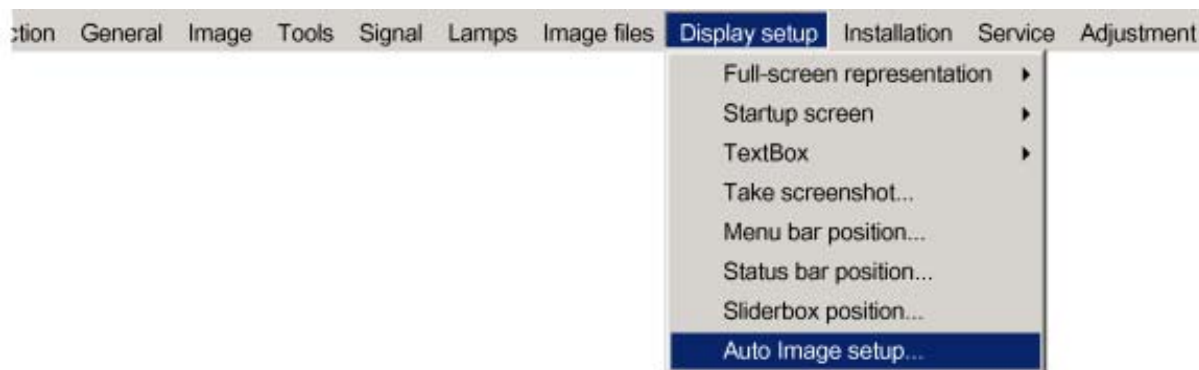 ction General Image Tools Signal Lamps Image files Display setup Installation Service Adjustment
Full-screen representation
Startup screen
TextBox
Take screenshot...
Menu bar position...
Status bar position...
Sliderbox position...
Auto Image setup...